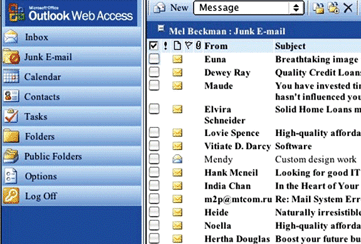 Microsoft Office
Outlook Web Access
Inbox
Junk E-mail
Calendar
Contacts
Tasks
Folders
Public Folders
Options
Log Off
New Message
Mel Beckman : Junk E-mail
! From Subject
Euna Breathtaking image
Dewey Ray Quality Credit Loan
Maude You have invested ti
hasn't influenced you
Elvira Solid Home Loans m
Schneider
Lovie Spence High-quality afforda
Vitiate D. Darcy Software
Mendy Custom design work
Hank Mcneil Looking for good IT
India Chan In the Heart of Your
m2p@mtcom.ru Re: Mail System Err
Heide Naturally irresistibl
Noella High-quality afforda
Hertha Douglas Boost your future bu